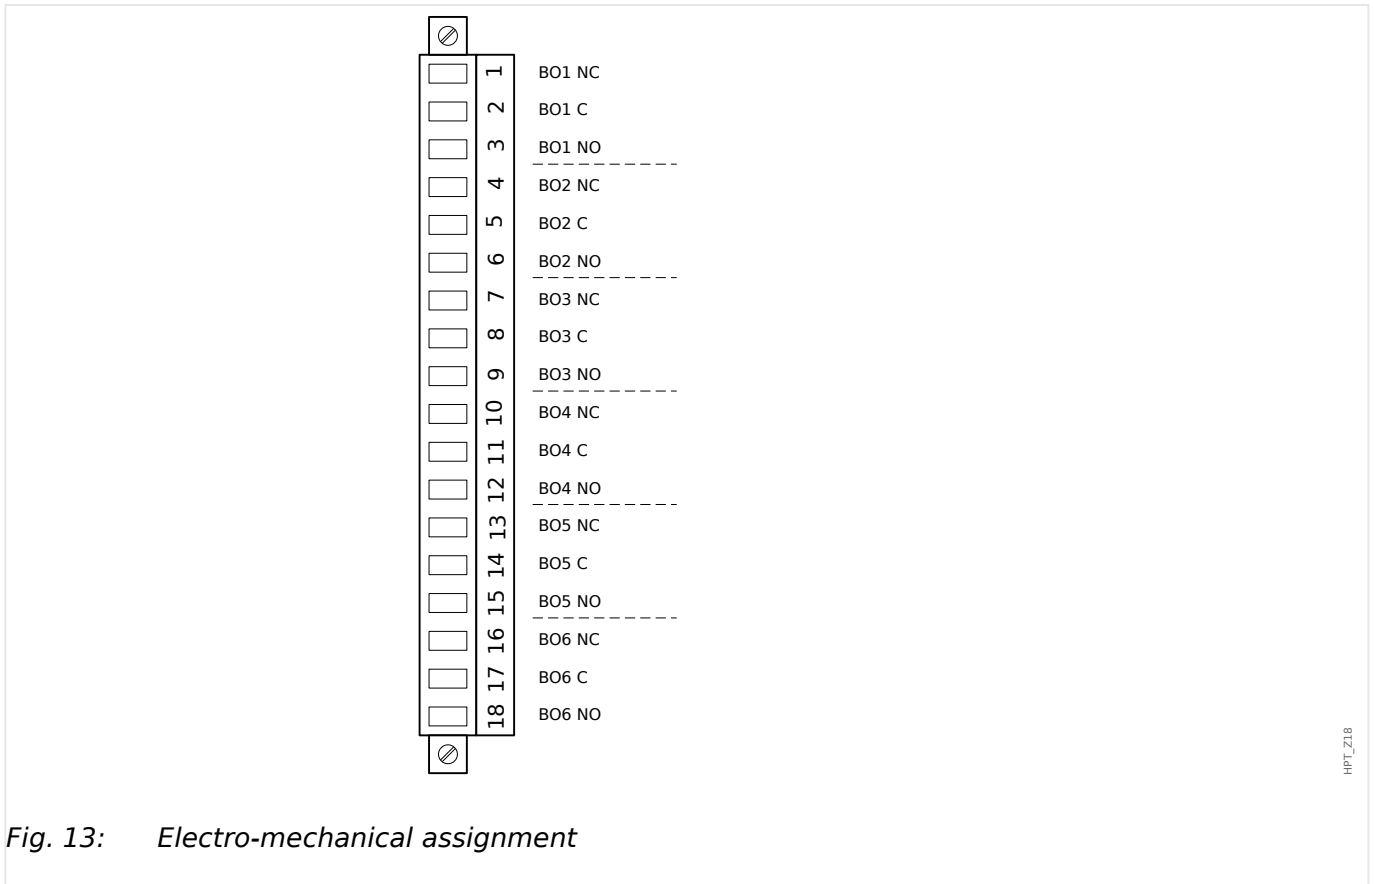 1 BO1 NC
2 BO1 C
3 BO1 NO
4 BO2 NC
5 BO2 C
6 BO2 NO
7 BO3 NC
8 BO3 C
9 BO3 NO
10 BO4 NC
11 BO4 C
12 BO4 NO
13 BO5 NC
14 BO5 C
15 BO5 NO
16 BO6 NC
17 BO6 C
18 BO6 NO
HPT_Z18
Fig. 13: Electro-mechanical assignment